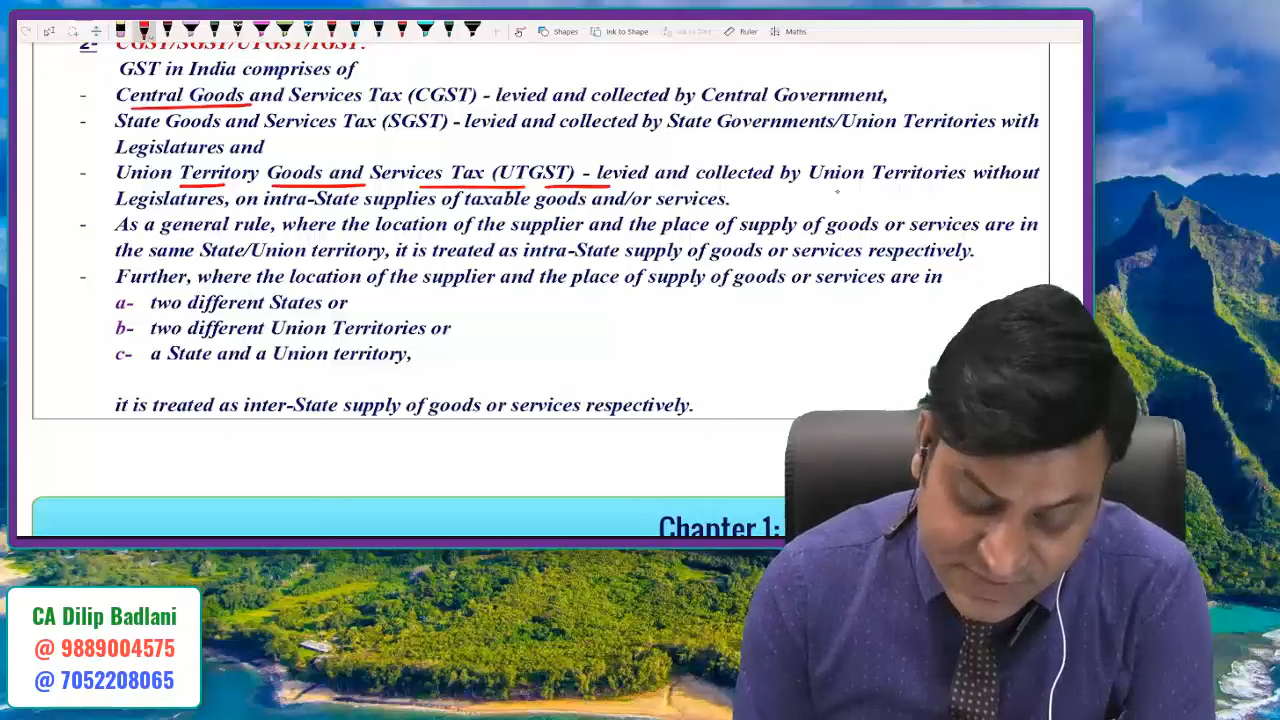 Shapes Ink to Shape Ink to Chart Ruler Maths
2- CGST/SGST/UTGST/IGST:
GST in India comprises of
- Central Goods and Services Tax (CGST) - levied and collected by Central Government,
- State Goods and Services Tax (SGST) - levied and collected by State Governments/Union Territories with
Legislatures and
- Union Territory Goods and Services Tax (UTGST) - levied and collected by Union Territories without
Legislatures, on intra-State supplies of taxable goods and/or services.
- As a general rule, where the location of the supplier and the place of supply of goods or services are in
the same State/Union territory, it is treated as intra-State supply of goods or services respectively.
- Further, where the location of the supplier and the place of supply of goods or services are in
a- two different States or
b- two different Union Territories or
c- a State and a Union territory,
it is treated as inter-State supply of goods or services respectively.
Chapter 1:
CA Dilip Badlani
@ 9889004575
@ 7052208065